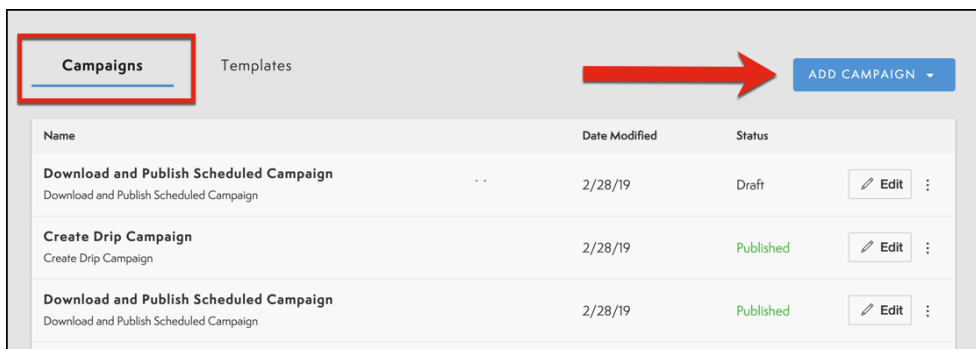 Campaigns Templates ADD CAMPAIGN
Name Date Modified Status
Download and Publish Scheduled Campaign
Download and Publish Scheduled Campaign
2/28/19 Draft Edit
Create Drip Campaign
Create Drip Campaign
2/28/19 Published Edit
Download and Publish Scheduled Campaign
Download and Publish Scheduled Campaign
2/28/19 Published Edit